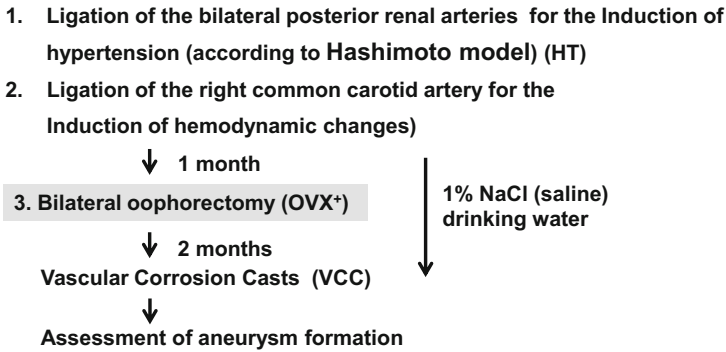 1. Ligation of the bilateral posterior renal arteries for the Induction of
hypertension (according to Hashimoto model) (HT)
2. Ligation of the right common carotid artery for the
Induction of hemodynamic changes)
1 month
3. Bilateral oophorectomy (OVX+)
1% NaCl (saline)
drinking water
2 months
Vascular Corrosion Casts (VCC)
Assessment of aneurysm formation